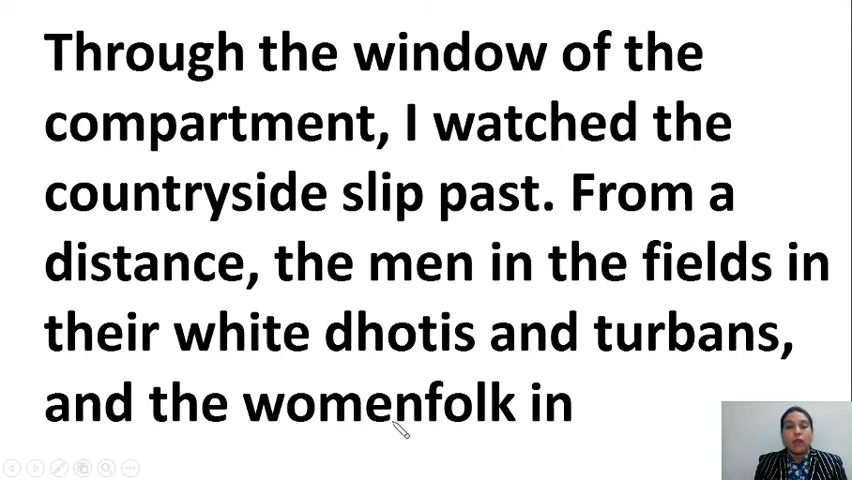 Through the window of the
compartment, I watched the
countryside slip past. From a
distance, the men in the fields in
their white dhotis and turbans,
and the womenfolk in